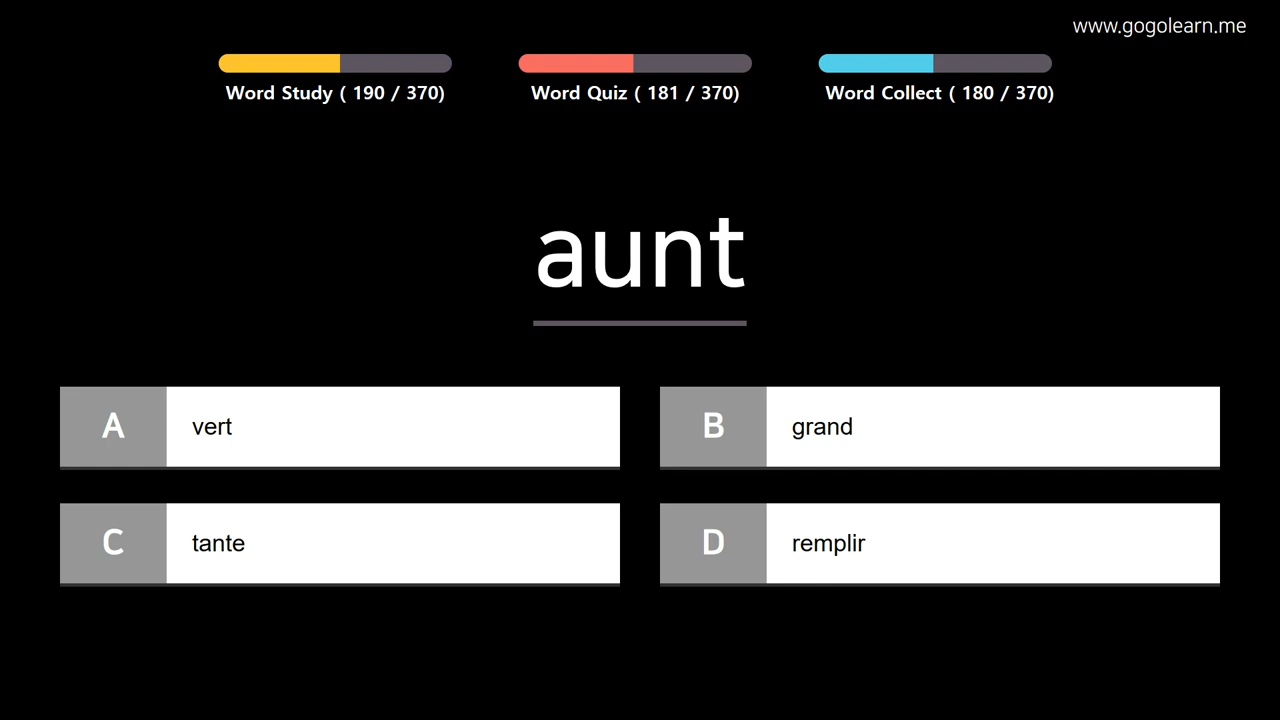 www.gogolearn.me
Word Study ( 190 / 370)
Word Quiz ( 181 / 370)
Word Collect ( 180 / 370)
aunt
A vert
B grand
C tante
D remplir